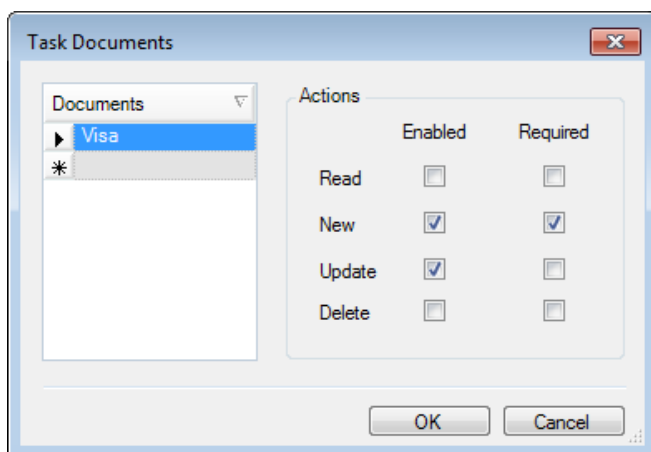 Task Documents
Documents
Visa
Actions
Enabled Required
Read
New
Update
Delete
OK Cancel